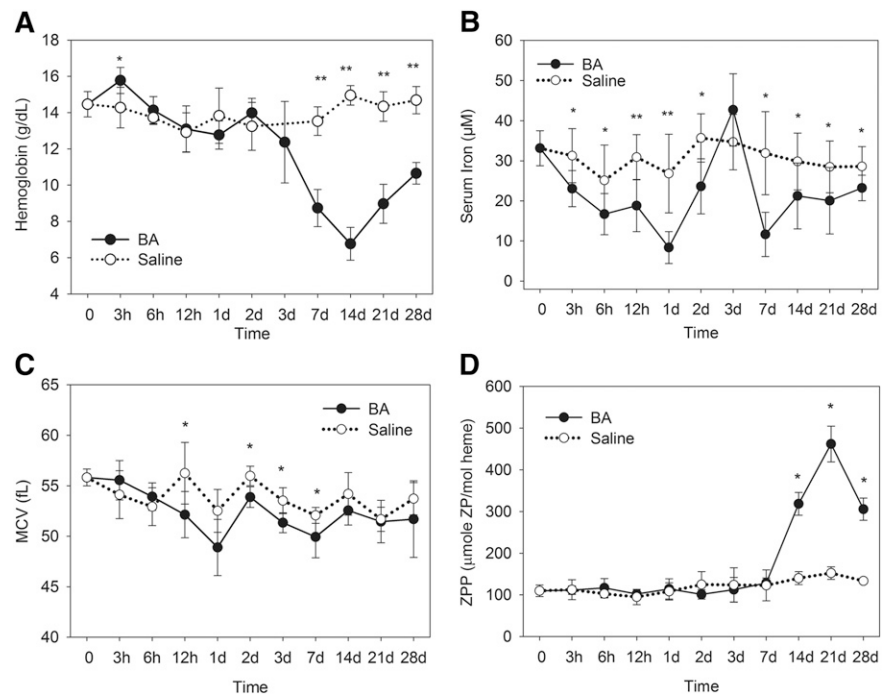 A
Hemoglobin (g/dL)
18
16
14
12
10
8
6
4
*
**
**
**
**
BA
Saline
0 3h 6h 12h 1d 2d 3d 7d 14d 21d 28d
Time
B
Serum Iron (µM)
60
50
40
30
20
10
0
BA
Saline
*
*
**
**
*
*
*
*
*
0 3h 6h 12h 1d 2d 3d 7d 14d 21d 28d
Time
C
MCV (fL)
65
60
55
50
45
40
BA
Saline
*
*
*
*
0 3h 6h 12h 1d 2d 3d 7d 14d 21d 28d
Time
D
ZPP (µmole ZP/mol heme)
600
500
400
300
200
100
0
BA
Saline
*
*
*
0 3h 6h 12h 1d 2d 3d 7d 14d 21d 28d
Time